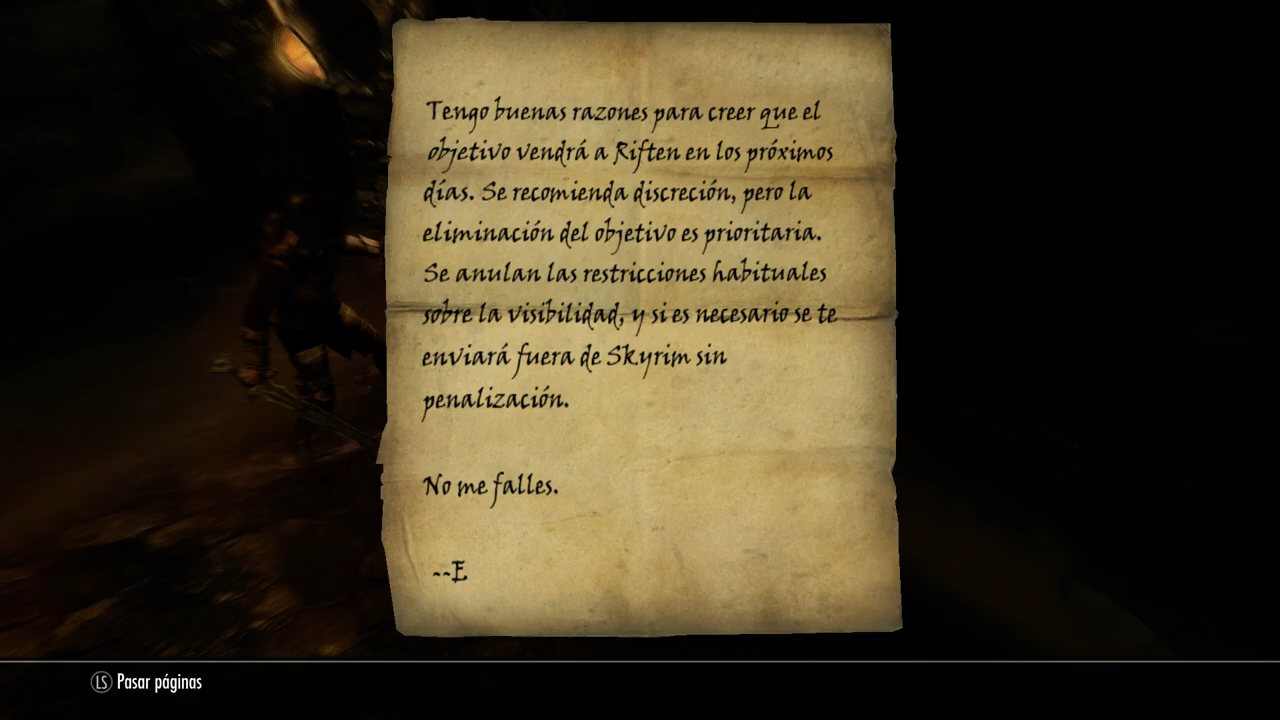 Tengo buenas razones para creer que el
objetivo vendrá a Riften en los próximos
días. Se recomienda discreción, pero la
eliminación del objetivo es prioritaria.
Se anulan las restricciones habituales
sobre la visibilidad, y si es necesario se te
enviará fuera de Skyrim sin
penalización.
No me falles.
--E
LS Pasar páginas